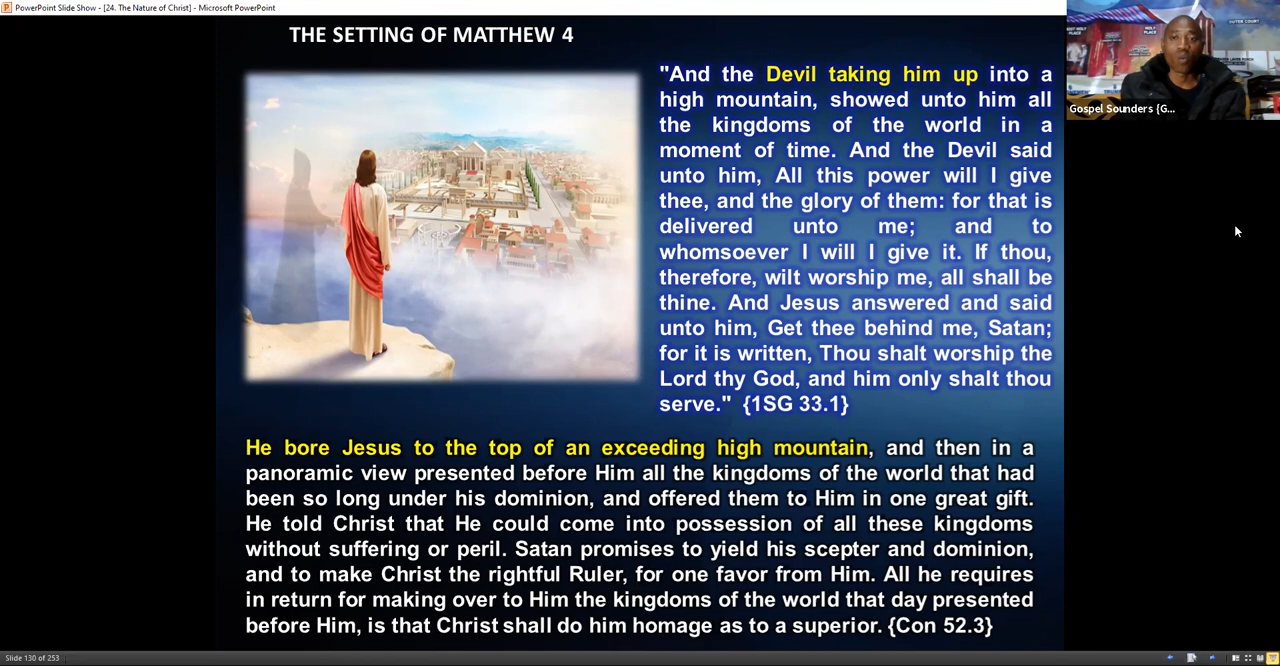 PowerPoint Slide Show - [24. The Nature of Christ] - Microsoft PowerPoint
THE SETTING OF MATTHEW 4
"And the Devil taking him up into a
high mountain, showed unto him all
the kingdoms of the world in a
moment of time. And the Devil said
unto him, All this power will I give
thee, and the glory of them: for that is
delivered unto me; and to
whomsoever I will I give it. If thou,
therefore, wilt worship me, all shall be
thine. And Jesus answered and said
unto him, Get thee behind me, Satan;
for it is written, Thou shalt worship the
Lord thy God, and him only shalt thou
serve." {1SG 33.1}
He bore Jesus to the top of an exceeding high mountain, and then in a
panoramic view presented before Him all the kingdoms of the world that had
been so long under his dominion, and offered them to Him in one great gift.
He told Christ that He could come into possession of all these kingdoms
without suffering or peril. Satan promises to yield his scepter and dominion,
and to make Christ the rightful Ruler, for one favor from Him. All he requires
in return for making over to Him the kingdoms of the world that day presented
before Him, is that Christ shall do him homage as to a superior. {Con 52.3}
OUTER COURT
HOLY
PLACE
Gospel Sounders {G...
Slide 130 of 253